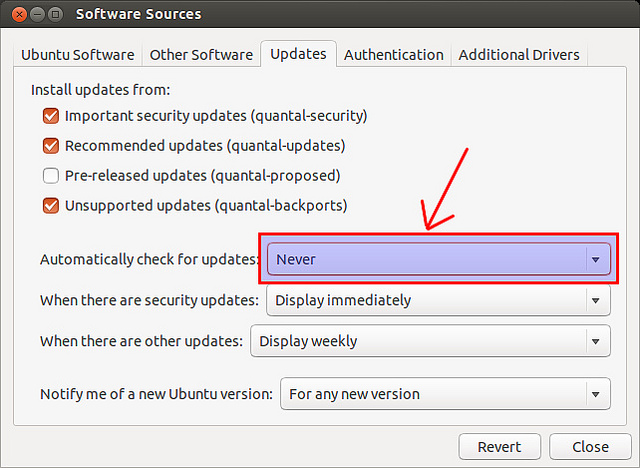 Software Sources
Ubuntu Software Other Software Updates Authentication Additional Drivers
Install updates from:
Important security updates (quantal-security)
Recommended updates (quantal-updates)
Pre-released updates (quantal-proposed)
Unsupported updates (quantal-backports)
Automatically check for updates: Never
When there are security updates: Display immediately
When there are other updates: Display weekly
Notify me of a new Ubuntu version: For any new version
Revert Close